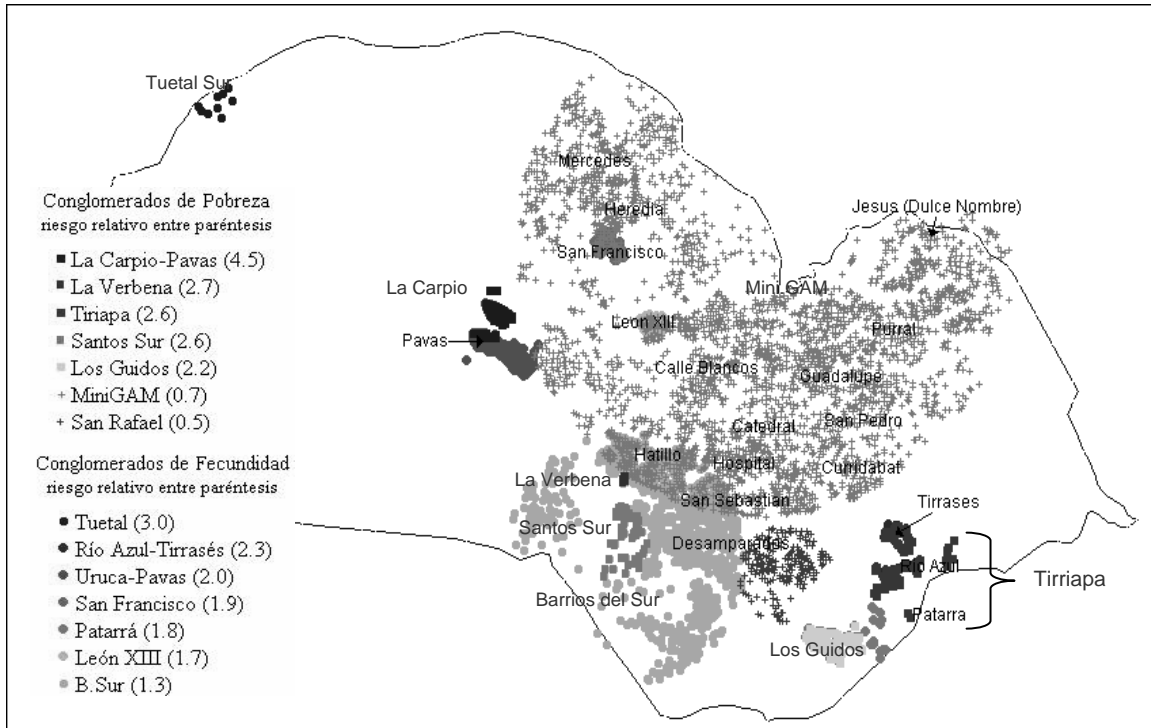 Tuetal Sur
Conglomerados de Pobreza
riesgo relativo entre paréntesis
La Carpio-Pavas (4.5)
La Verbena (2.7)
Tiriapa (2.6)
Santos Sur (2.6)
Los Guidos (2.2)
MiniGAM (0.7)
San Rafael (0.5)
Conglomerados de Fecundidad
riesgo relativo entre paréntesis
Tuetal (3.0)
Río Azul-Tirrasés (2.3)
Uruca-Pavas (2.0)
San Francisco (1.9)
Patarrá (1.8)
León XIII (1.7)
B.Sur (1.3)
Mercedes
Heredia
San Francisco
Jesus (Dulce Nombre)
La Carpio
Mini GAM
Leon XIII
Purral
Pavas
Calle Blancos
Guadalupe
Catedral
San Pedro
Hatillo
Hospital
Curridabat
La Verbena
San Sebastian
Tirrases
Santos Sur
Desamparados
Río Azul
Tirriapa
Barrios del Sur
Patarra
Los Guidos